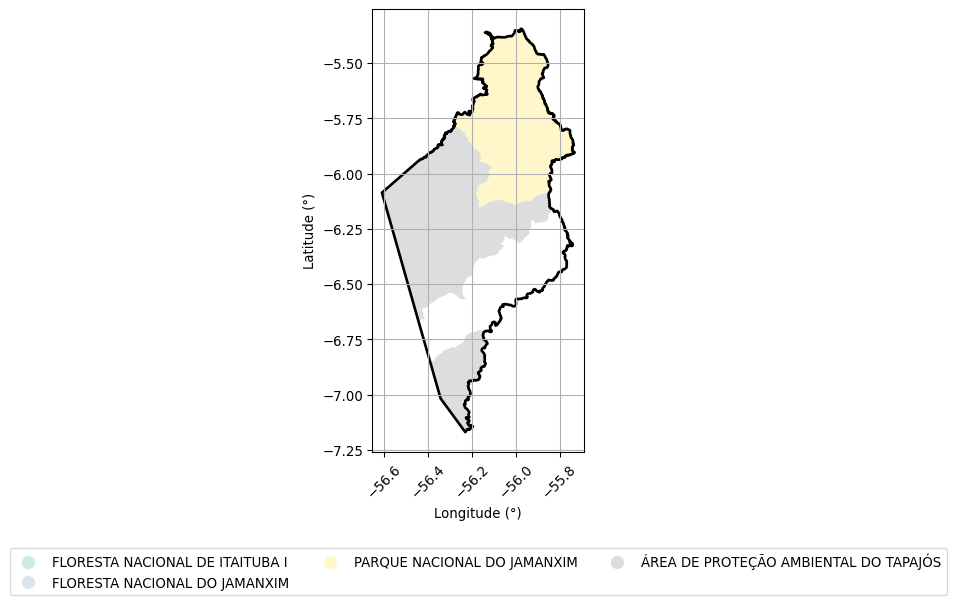 −5.50
−5.75
−6.00
−6.25
−6.50
−6.75
−7.00
−7.25
Latitude (°)
−56.6
−56.4
−56.2
−56.0
−55.8
Longitude (°)
FLORESTA NACIONAL DE ITAITUBA I
FLORESTA NACIONAL DO JAMANXIM
PARQUE NACIONAL DO JAMANXIM
ÁREA DE PROTEÇÃO AMBIENTAL DO TAPAJÓS